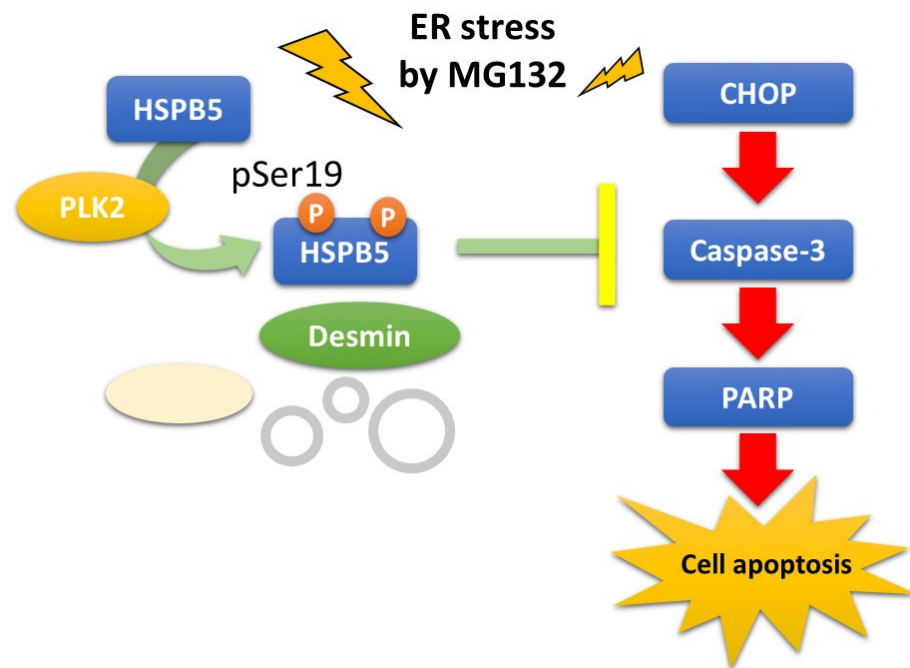 ER stress
by MG132
HSPB5
PLK2
pSer19
P
P
HSPB5
Desmin
CHOP
Caspase-3
PARP
Cell apoptosis